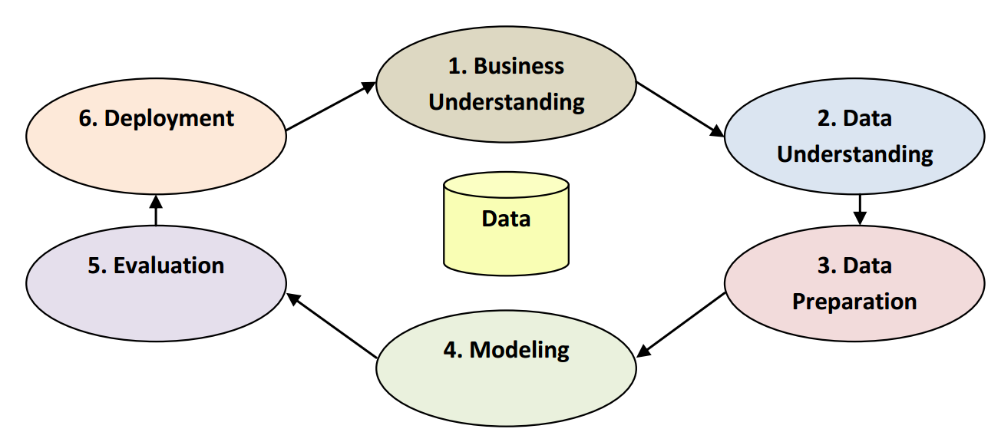 1. Business
Understanding
2. Data
Understanding
3. Data
Preparation
4. Modeling
5. Evaluation
6. Deployment
Data